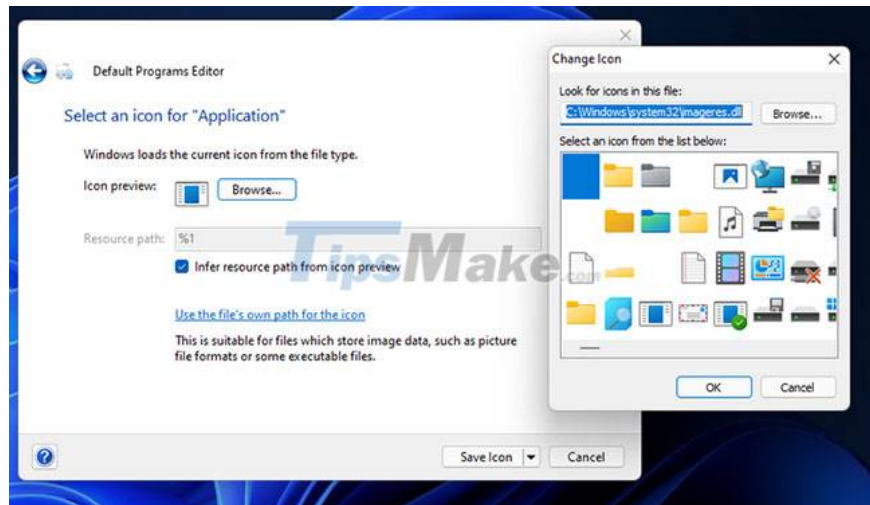 Default Programs Editor
Select an icon for "Application"
Windows loads the current icon from the file type.
Icon preview:
Browse...
Resource path:
%1
Infer resource path from icon preview
Use the file's own path for the icon
This is suitable for files which store image data, such as picture
file formats or some executable files.
Save Icon
Cancel
Change Icon
Look for icons in this file:
C:\Windows\system32\imageres.dll
Browse...
Select an icon from the list below:
OK
Cancel
TipsMake.com